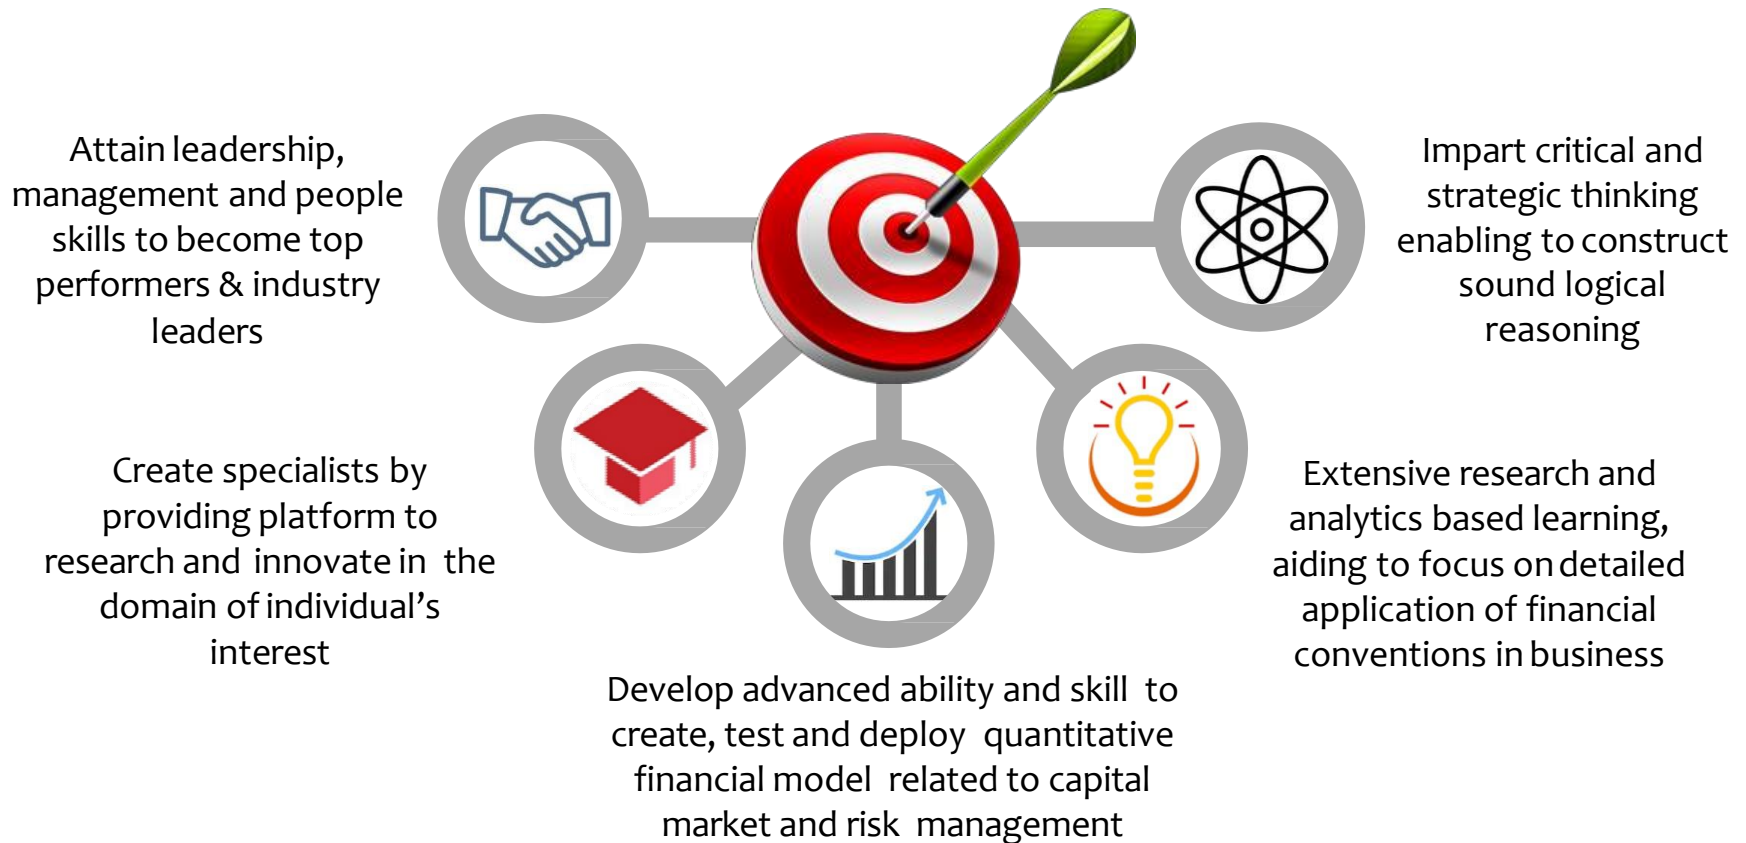 Attain leadership,
management and people
skills to become top
performers & industry
leaders
Impart critical and
strategic thinking
enabling to construct
sound logical
reasoning
Create specialists by
providing platform to
research and innovate in the
domain of individual’s
interest
Extensive research and
analytics based learning,
aiding to focus on detailed
application of financial
conventions in business
Develop advanced ability and skill to
create, test and deploy quantitative
financial model related to capital
market and risk management